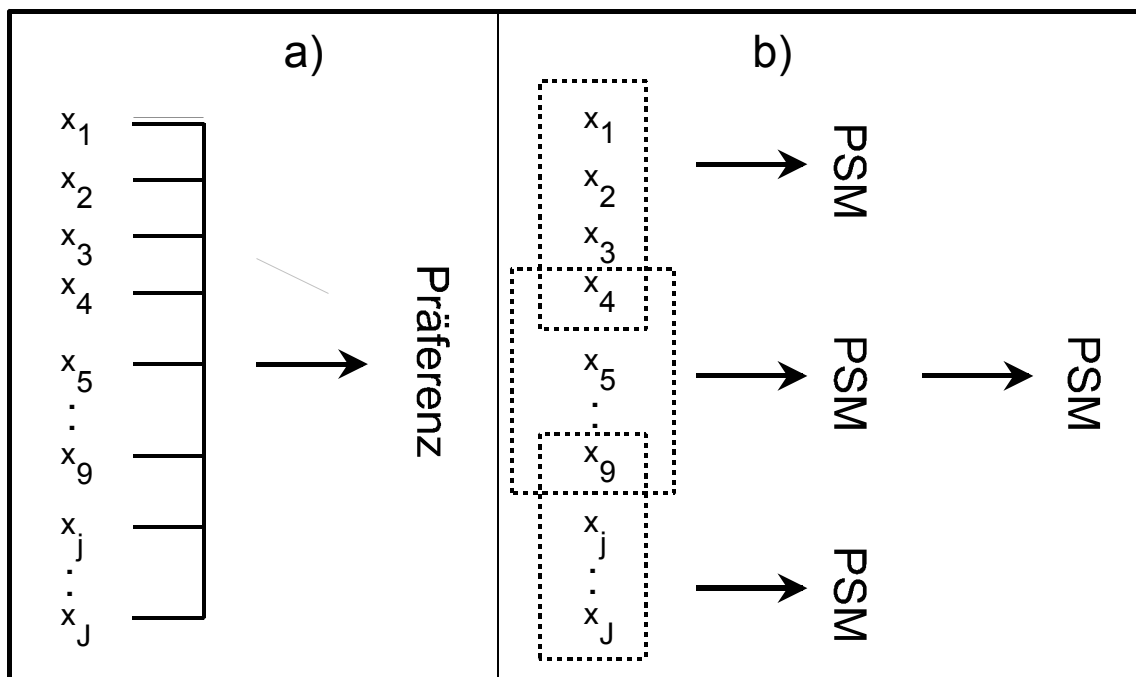 a)
x1
x2
x3
x4
x5
.
.
x9
xj
.
.
xJ
Präferenz
b)
x1
x2
x3
x4
x5
.
.
x9
xj
.
.
xJ
PSM
PSM
PSM
PSM